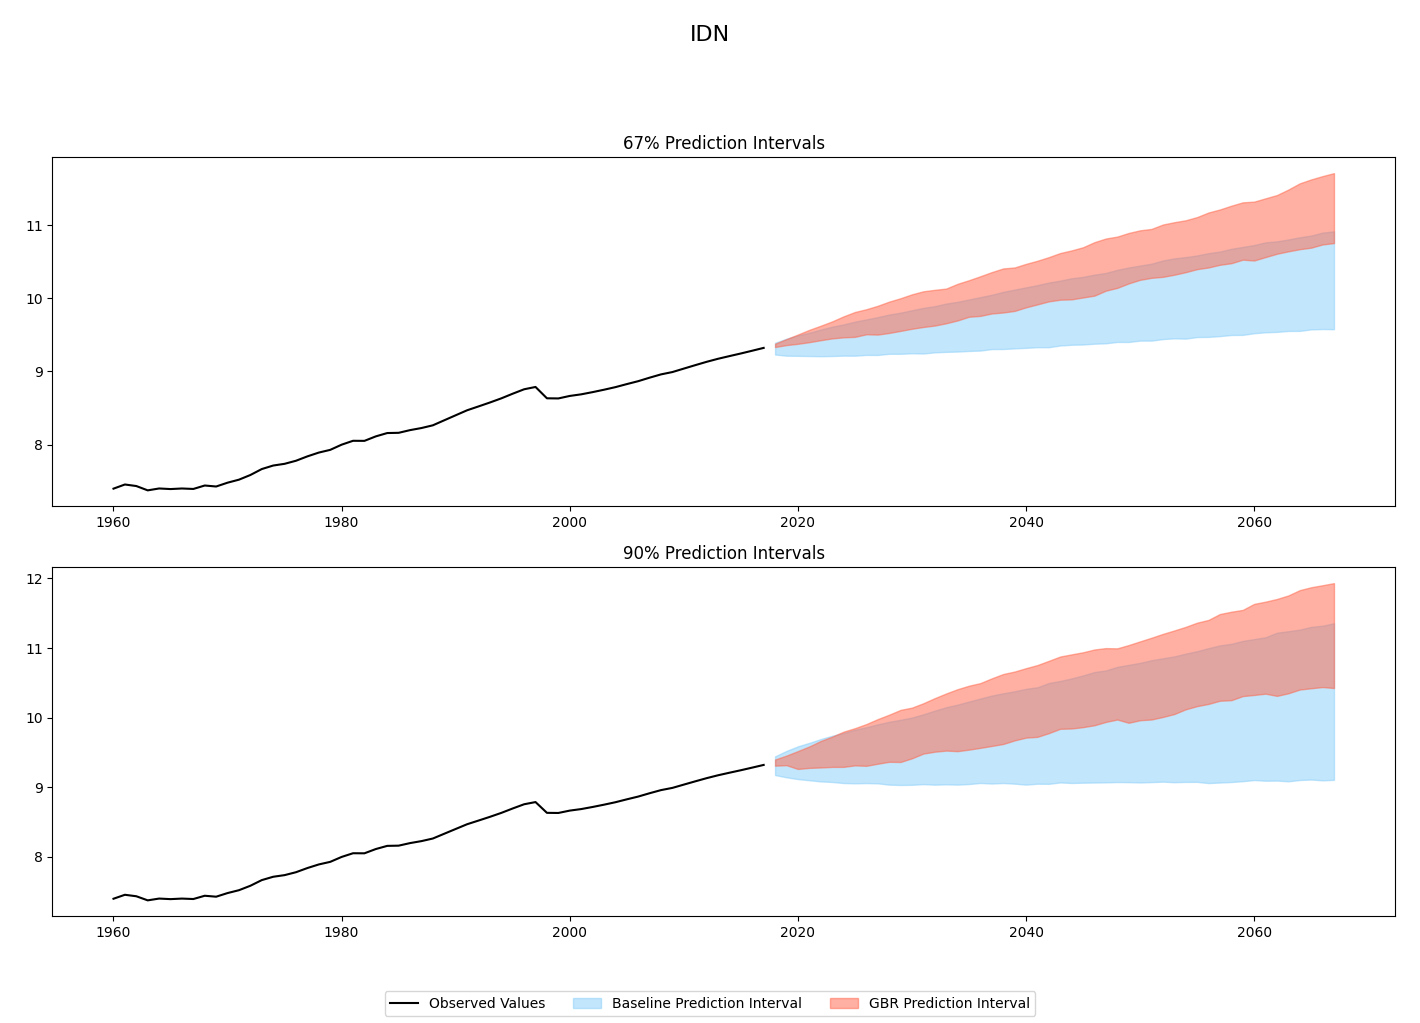 IDN
67% Prediction Intervals
11
10
9
8
1960 1980 2000 2020 2040 2060
90% Prediction Intervals
12
11
10
9
8
1960 1980 2000 2020 2040 2060
Observed Values Baseline Prediction Interval GBR Prediction Interval